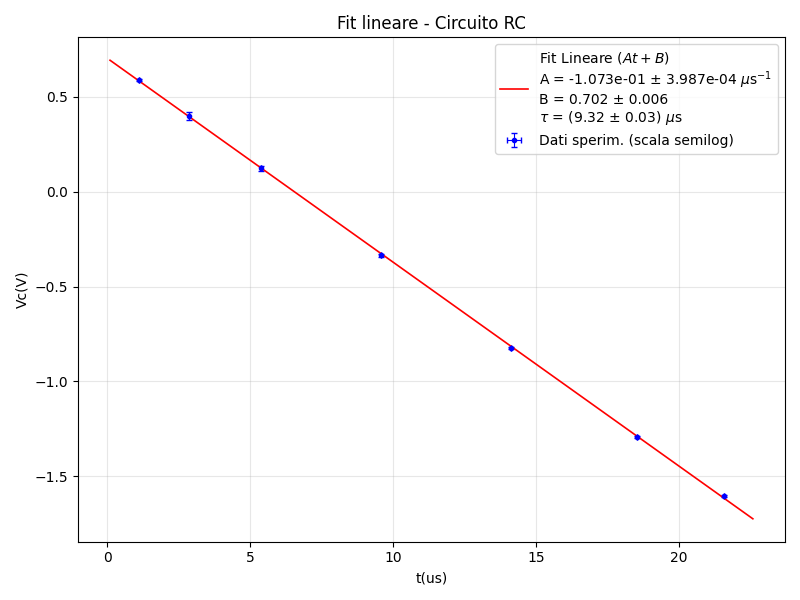 Fit lineare - Circuito RC
Fit Lineare (At + B)
A = -1.073e-01 ± 3.987e-04 μs⁻¹
B = 0.702 ± 0.006
τ = (9.32 ± 0.03) μs
Dati sperim. (scala semilog)
Vc(V)
0.5
0.0
−0.5
−1.0
−1.5
0 5 10 15 20
t(us)